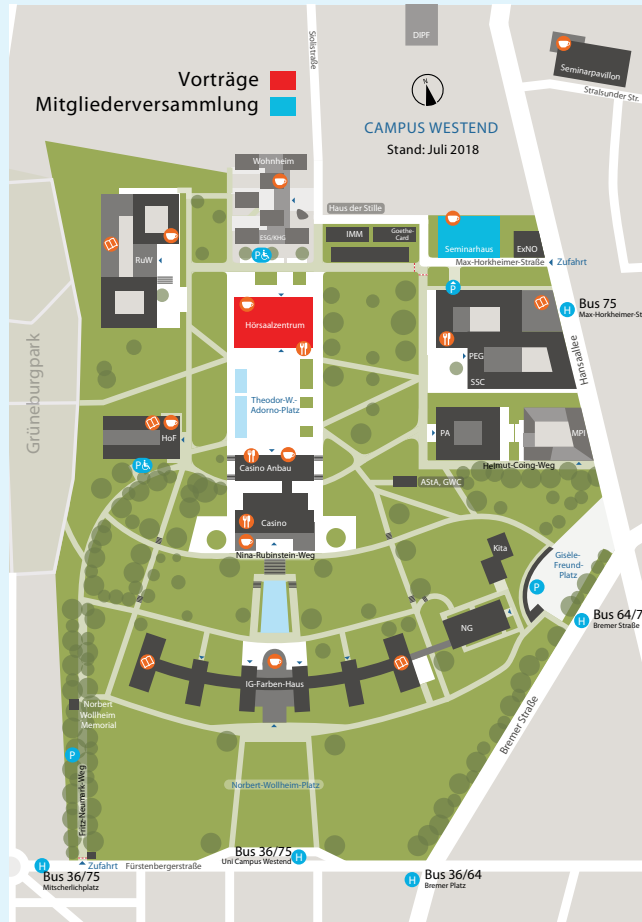 DIPF
Siolistraße
Seminarpavillon
Stralsunder Str.
Vorträge
Mitgliederversammlung
N
CAMPUS WESTEND
Stand: Juli 2018
Wohnheim
Haus der Stille
ESG/KHG
IMM
Goethe-
Card
Seminarhaus
ExNO
RuW
P
Max-Horkheimer-Straße
Zufahrt
P
H
Bus 75
Max-Horkheimer-St
Hörsaalzentrum
PEG
SSC
Hansaallee
Grüneburgpark
Theodor-W.-
Adorno-Platz
HoF
PA
MPI
P
Casino Anbau
Helmut-Coing-Weg
AStA, GWC
Casino
Nina-Rubinstein-Weg
Kita
Gisèle-
Freund-
Platz
P
H
Bus 64/7
Bremer Straße
NG
IG-Farben-Haus
Norbert
Wollheim
Memorial
P
Fritz-Neumark-Weg
Norbert-Wollheim-Platz
Bremer Straße
Bus 36/75
Uni Campus Westend
H
H
Zufahrt
Fürstenbergerstraße
Bus 36/75
Mitscherlichplatz
H
Bus 36/64
Bremer Platz